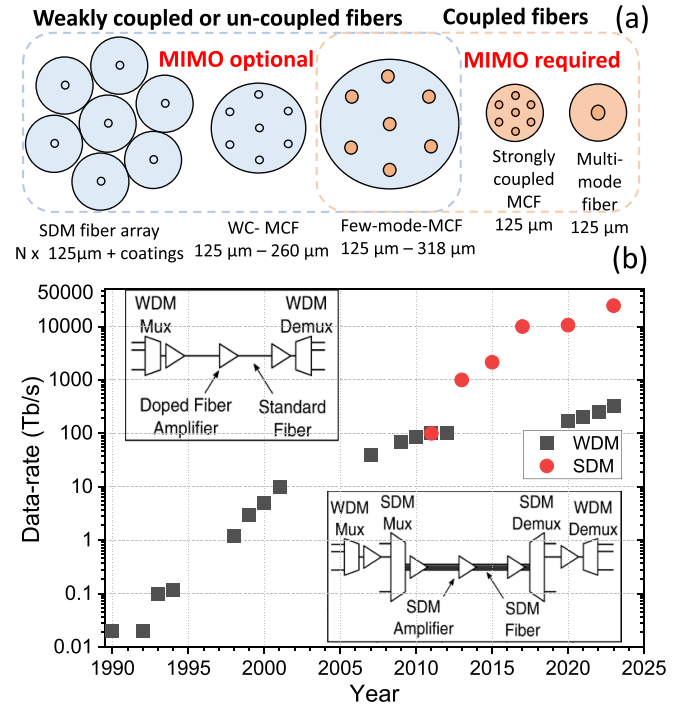 Weakly coupled or un-coupled fibers
Coupled fibers
(a)
MIMO optional
MIMO required
SDM fiber array
N x 125µm + coatings
WC- MCF
125 µm – 260 µm
Few-mode-MCF
125 µm – 318 µm
Strongly
coupled
MCF
125 µm
Multi-
mode
fiber
125 µm
(b)
50000
10000
1000
100
10
1
0.1
0.01
Data-rate (Tb/s)
WDM
Mux
WDM
Demux
Doped Fiber
Amplifier
Standard
Fiber
WDM
SDM
WDM
Mux
SDM
Mux
SDM
Demux
WDM
Demux
SDM
Amplifier
SDM
Fiber
1990
1995
2000
2005
2010
2015
2020
2025
Year